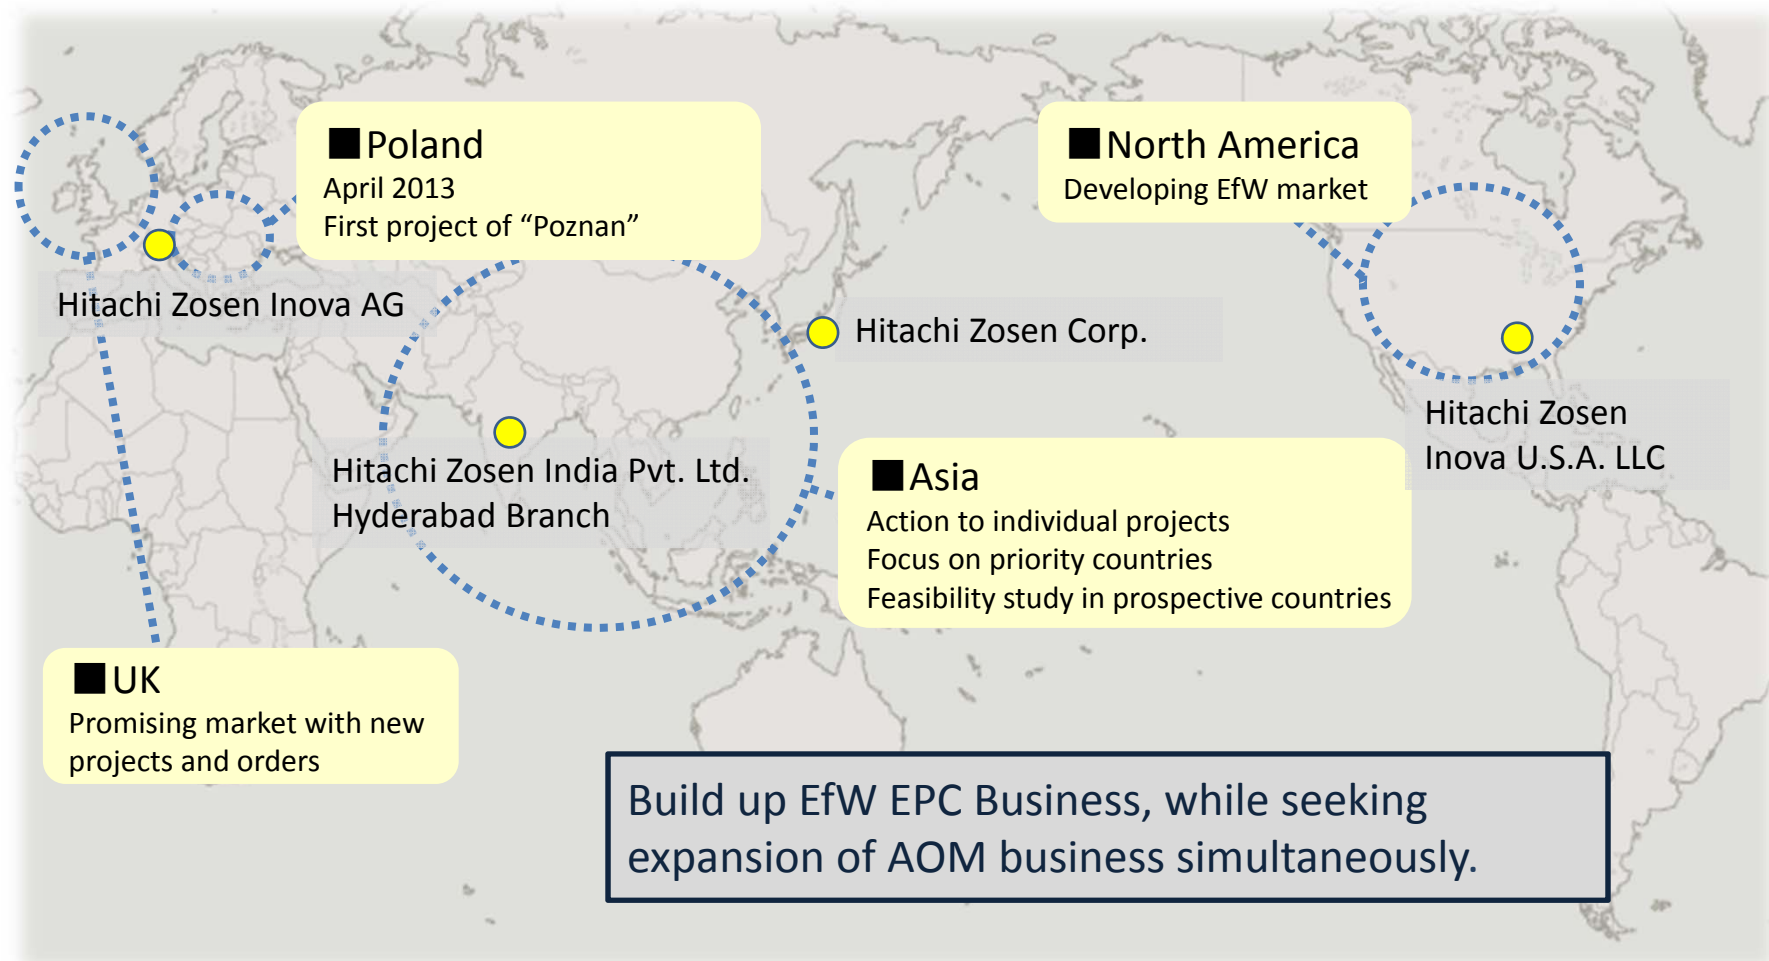 ■Poland
April 2013
First project of “Poznan”
■North America
Developing EfW market
Hitachi Zosen Inova AG
Hitachi Zosen Corp.
Hitachi Zosen
Inova U.S.A. LLC
Hitachi Zosen India Pvt. Ltd.
Hyderabad Branch
■Asia
Action to individual projects
Focus on priority countries
Feasibility study in prospective countries
■UK
Promising market with new
projects and orders
Build up EfW EPC Business, while seeking
expansion of AOM business simultaneously.